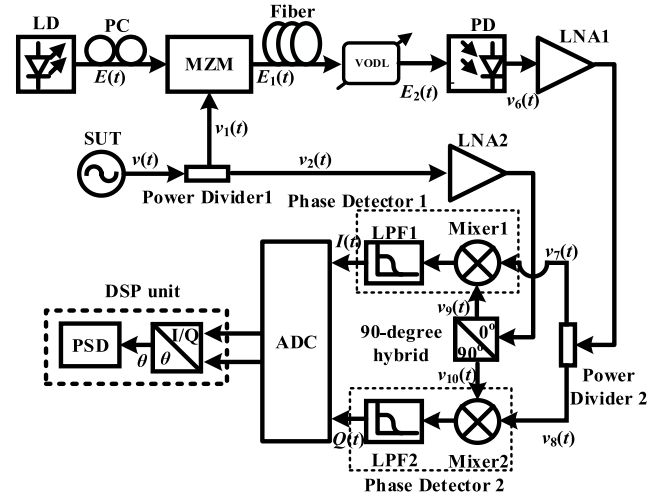 LD
PC
Fiber
PD
LNA1
MZM
VODL
E(t)
E₁(t)
E₂(t)
v₆(t)
SUT
v₁(t)
LNA2
v(t)
v₂(t)
Power Divider1
Phase Detector 1
I(t)
LPF1
Mixer1
v₇(t)
DSP unit
v₉(t)
PSD
θ
I/Q
θ
ADC
90-degree
hybrid
0°
90°
v₁₀(t)
Power
Divider 2
Q(t)
LPF2
Mixer2
v₈(t)
Phase Detector 2